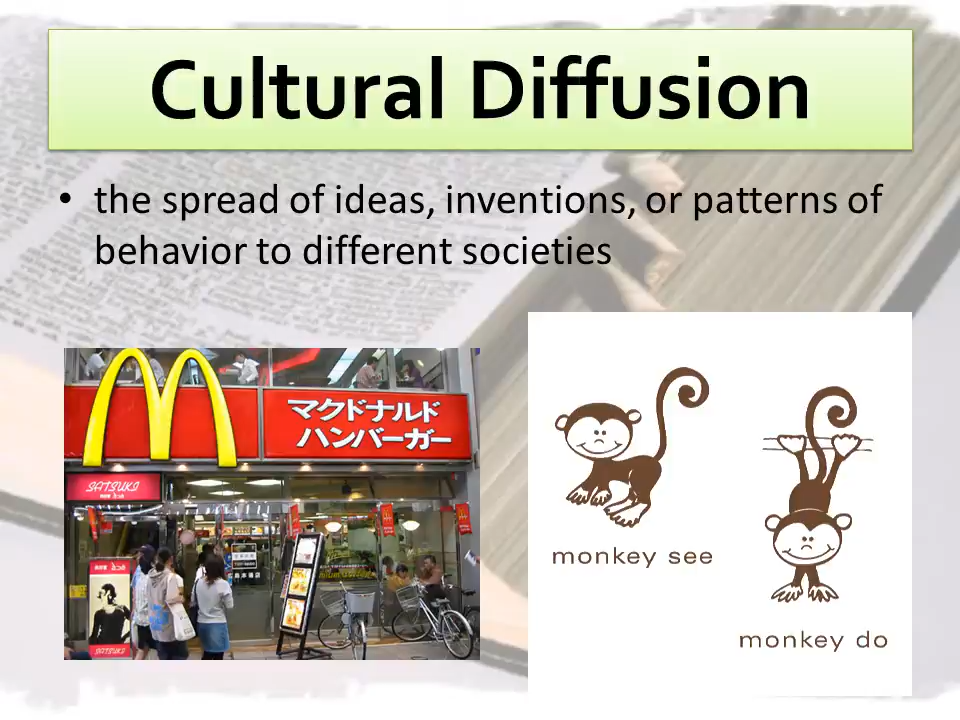 Cultural Diffusion
• the spread of ideas, inventions, or patterns of
behavior to different societies
マクドナルド
ハンバーガー
SATSUKI
monkey see
monkey do
SATSUKI